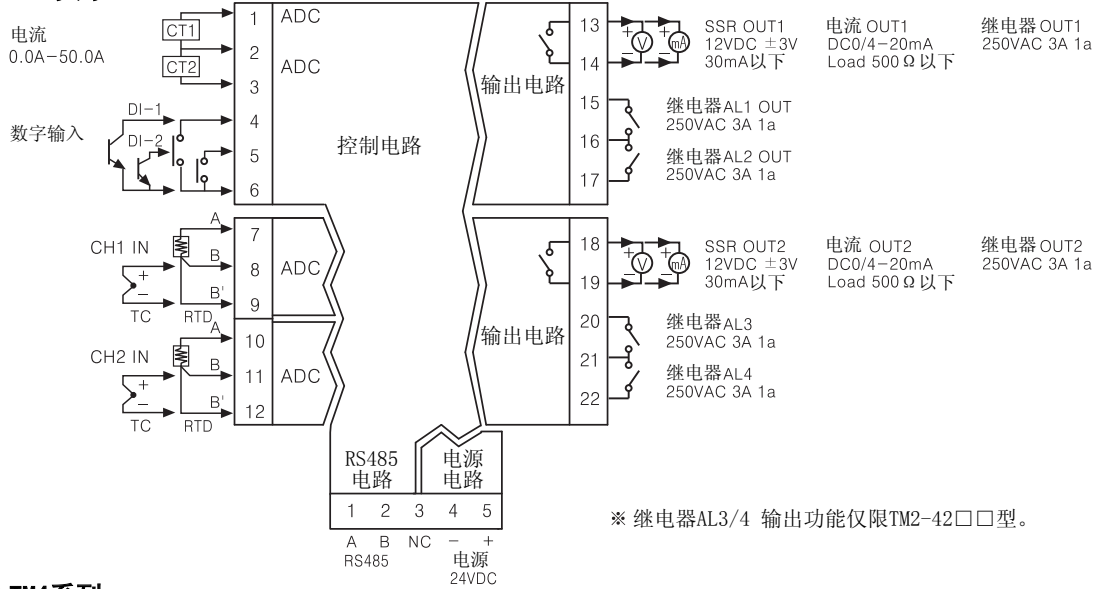 电流
0.0A-50.0A
CT1
CT2
1
2
3
ADC
ADC
数字输入
DI-1
DI-2
4
5
6
控制电路
输出电路
13
14
V
mA
+
-
+
-
SSR OUT1
12VDC ±3V
30mA以下
电流 OUT1
DC0/4-20mA
Load 500Ω以下
继电器OUT1
250VAC 3A 1a
15
16
17
继电器AL1 OUT
250VAC 3A 1a
继电器AL2 OUT
250VAC 3A 1a
CH1 IN
+
-
TC
RTD
A
B
B'
7
8
9
ADC
CH2 IN
+
-
TC
RTD
A
B
B'
10
11
12
ADC
输出电路
18
19
V
mA
+
-
+
-
SSR OUT2
12VDC ±3V
30mA以下
电流 OUT2
DC0/4-20mA
Load 500Ω以下
继电器OUT2
250VAC 3A 1a
20
21
22
继电器AL3
250VAC 3A 1a
继电器AL4
250VAC 3A 1a
RS485
电路
电源
电路
1 2 3 4 5
A B NC - +
RS485
电源
24VDC
※ 继电器AL3/4 输出功能仅限TM2-42□□型。